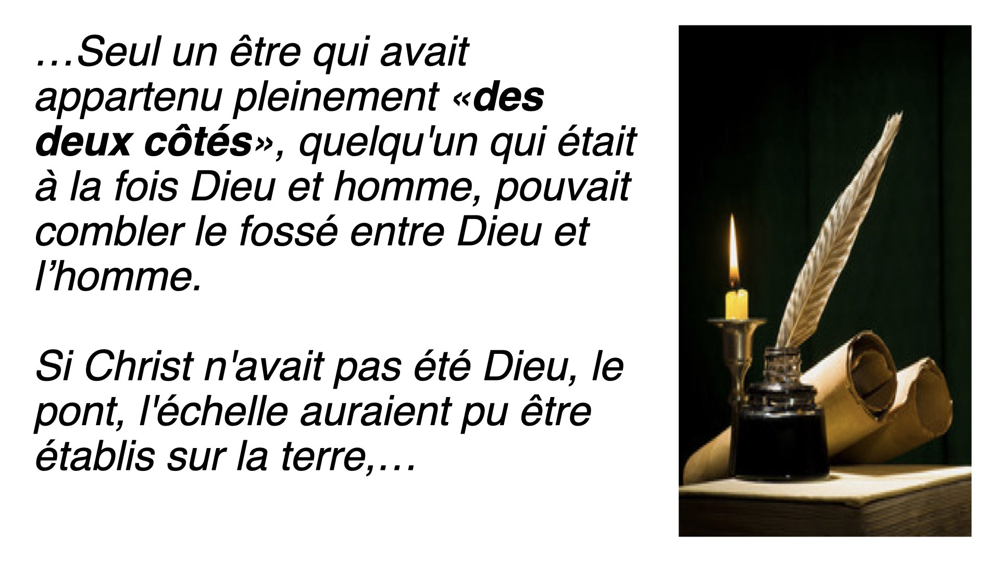 …Seul un être qui avait
appartenu pleinement «des
deux côtés», quelqu'un qui était
à la fois Dieu et homme, pouvait
combler le fossé entre Dieu et
l’homme.
Si Christ n'avait pas été Dieu, le
pont, l'échelle auraient pu être
établis sur la terre,…